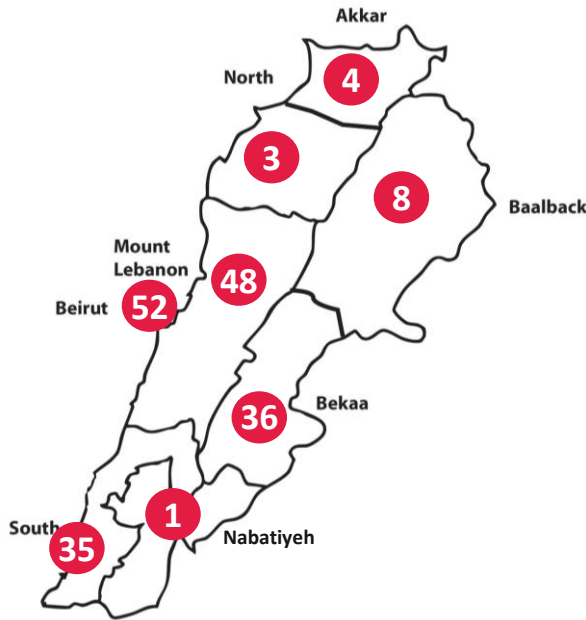 Akkar
4
North
3
8
Baalback
Mount
Lebanon
48
Beirut
52
Bekaa
36
1
South
35
Nabatiyeh